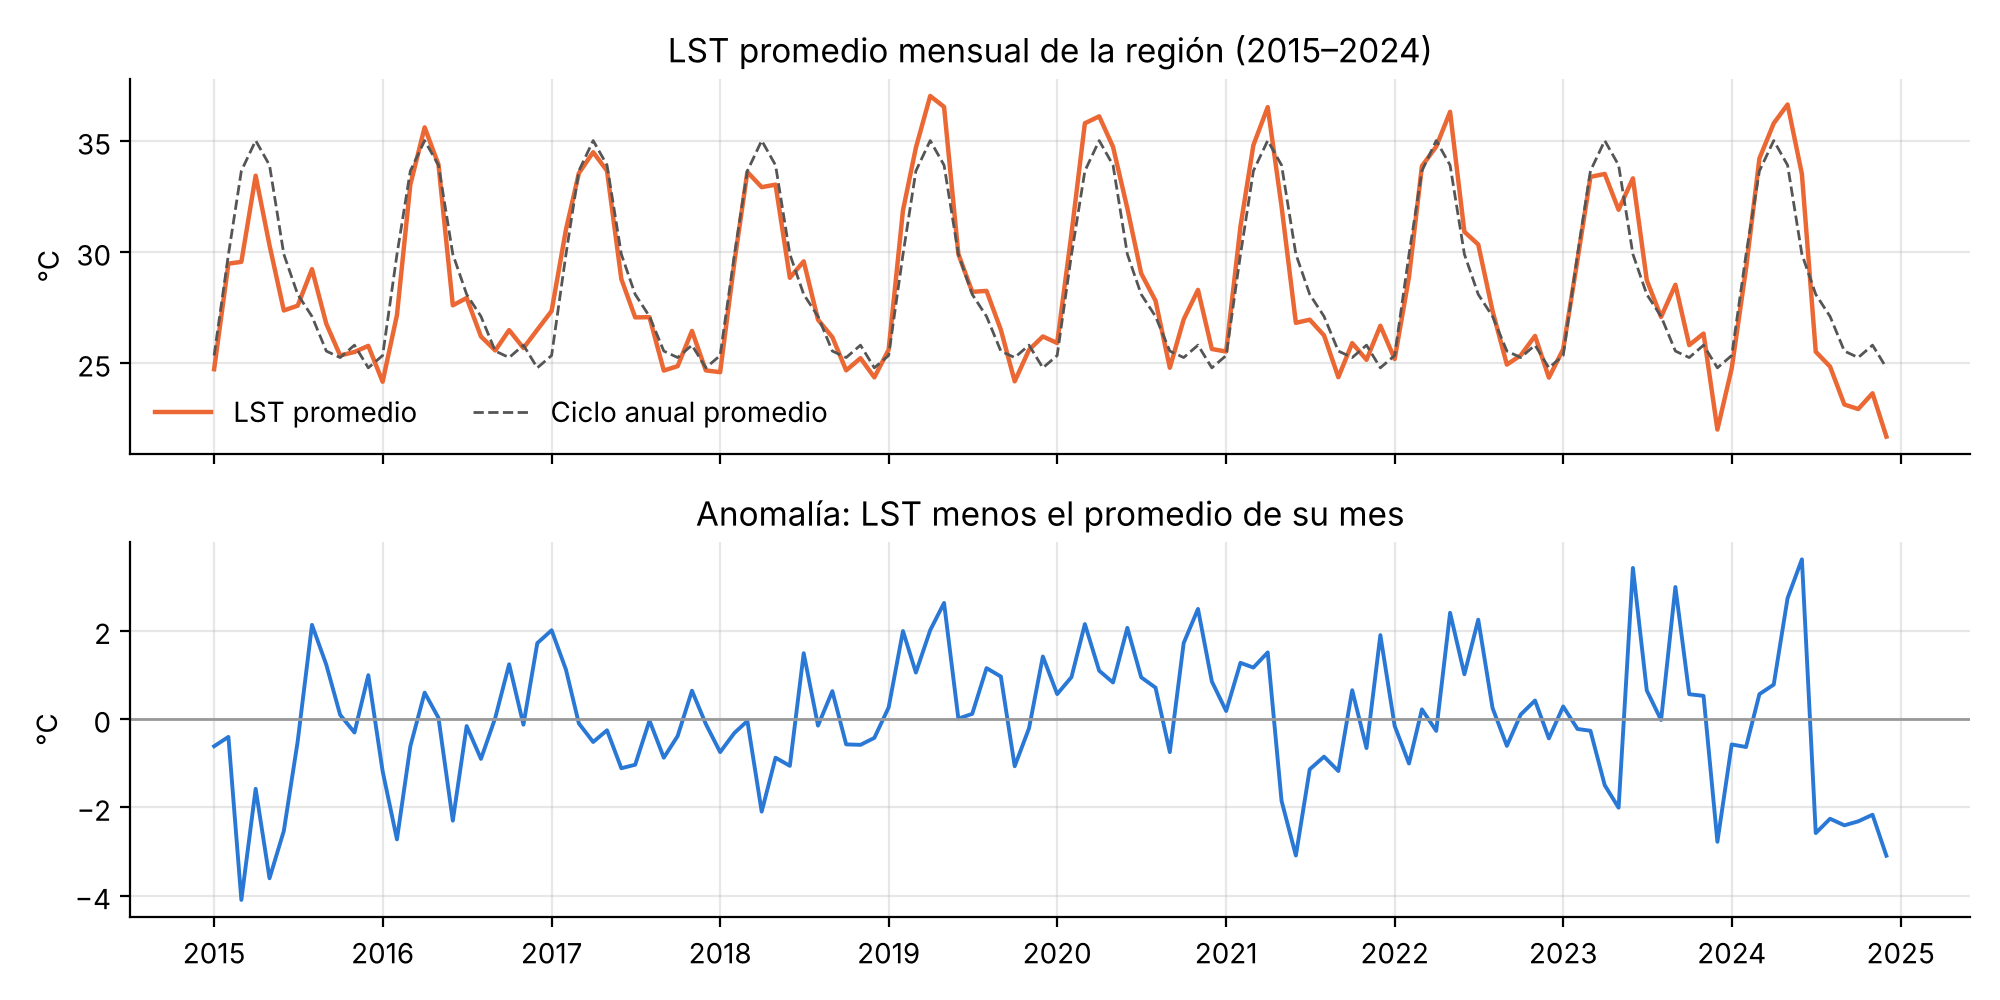 LST promedio mensual de la región (2015–2024)
°C
35
30
25
LST promedio
Ciclo anual promedio
Anomalía: LST menos el promedio de su mes
°C
2
0
−2
−4
2015 2016 2017 2018 2019 2020 2021 2022 2023 2024 2025